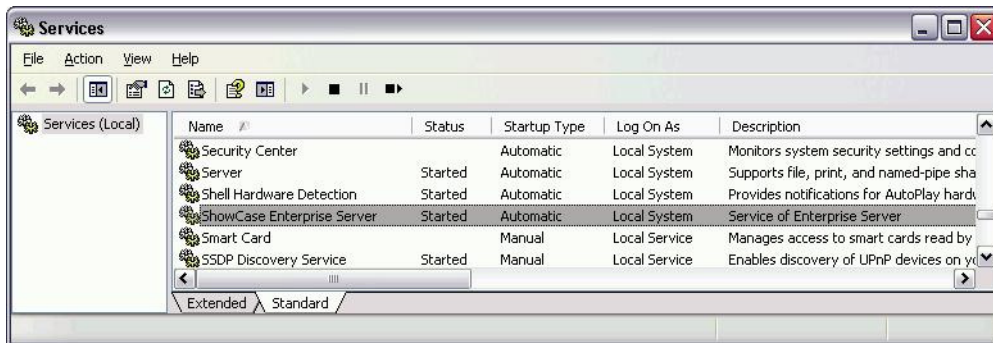 Services
File Action View Help
Services (Local)
Name Status Startup Type Log On As Description
Security Center Automatic Local System Monitors system security settings and co
Server Started Automatic Local System Supports file, print, and named-pipe sha
Shell Hardware Detection Started Automatic Local System Provides notifications for AutoPlay hardw
ShowCase Enterprise Server Started Automatic Local System Service of Enterprise Server
Smart Card Manual Local Service Manages access to smart cards read by
SSDP Discovery Service Started Manual Local Service Enables discovery of UPnP devices on yo
Extended Standard